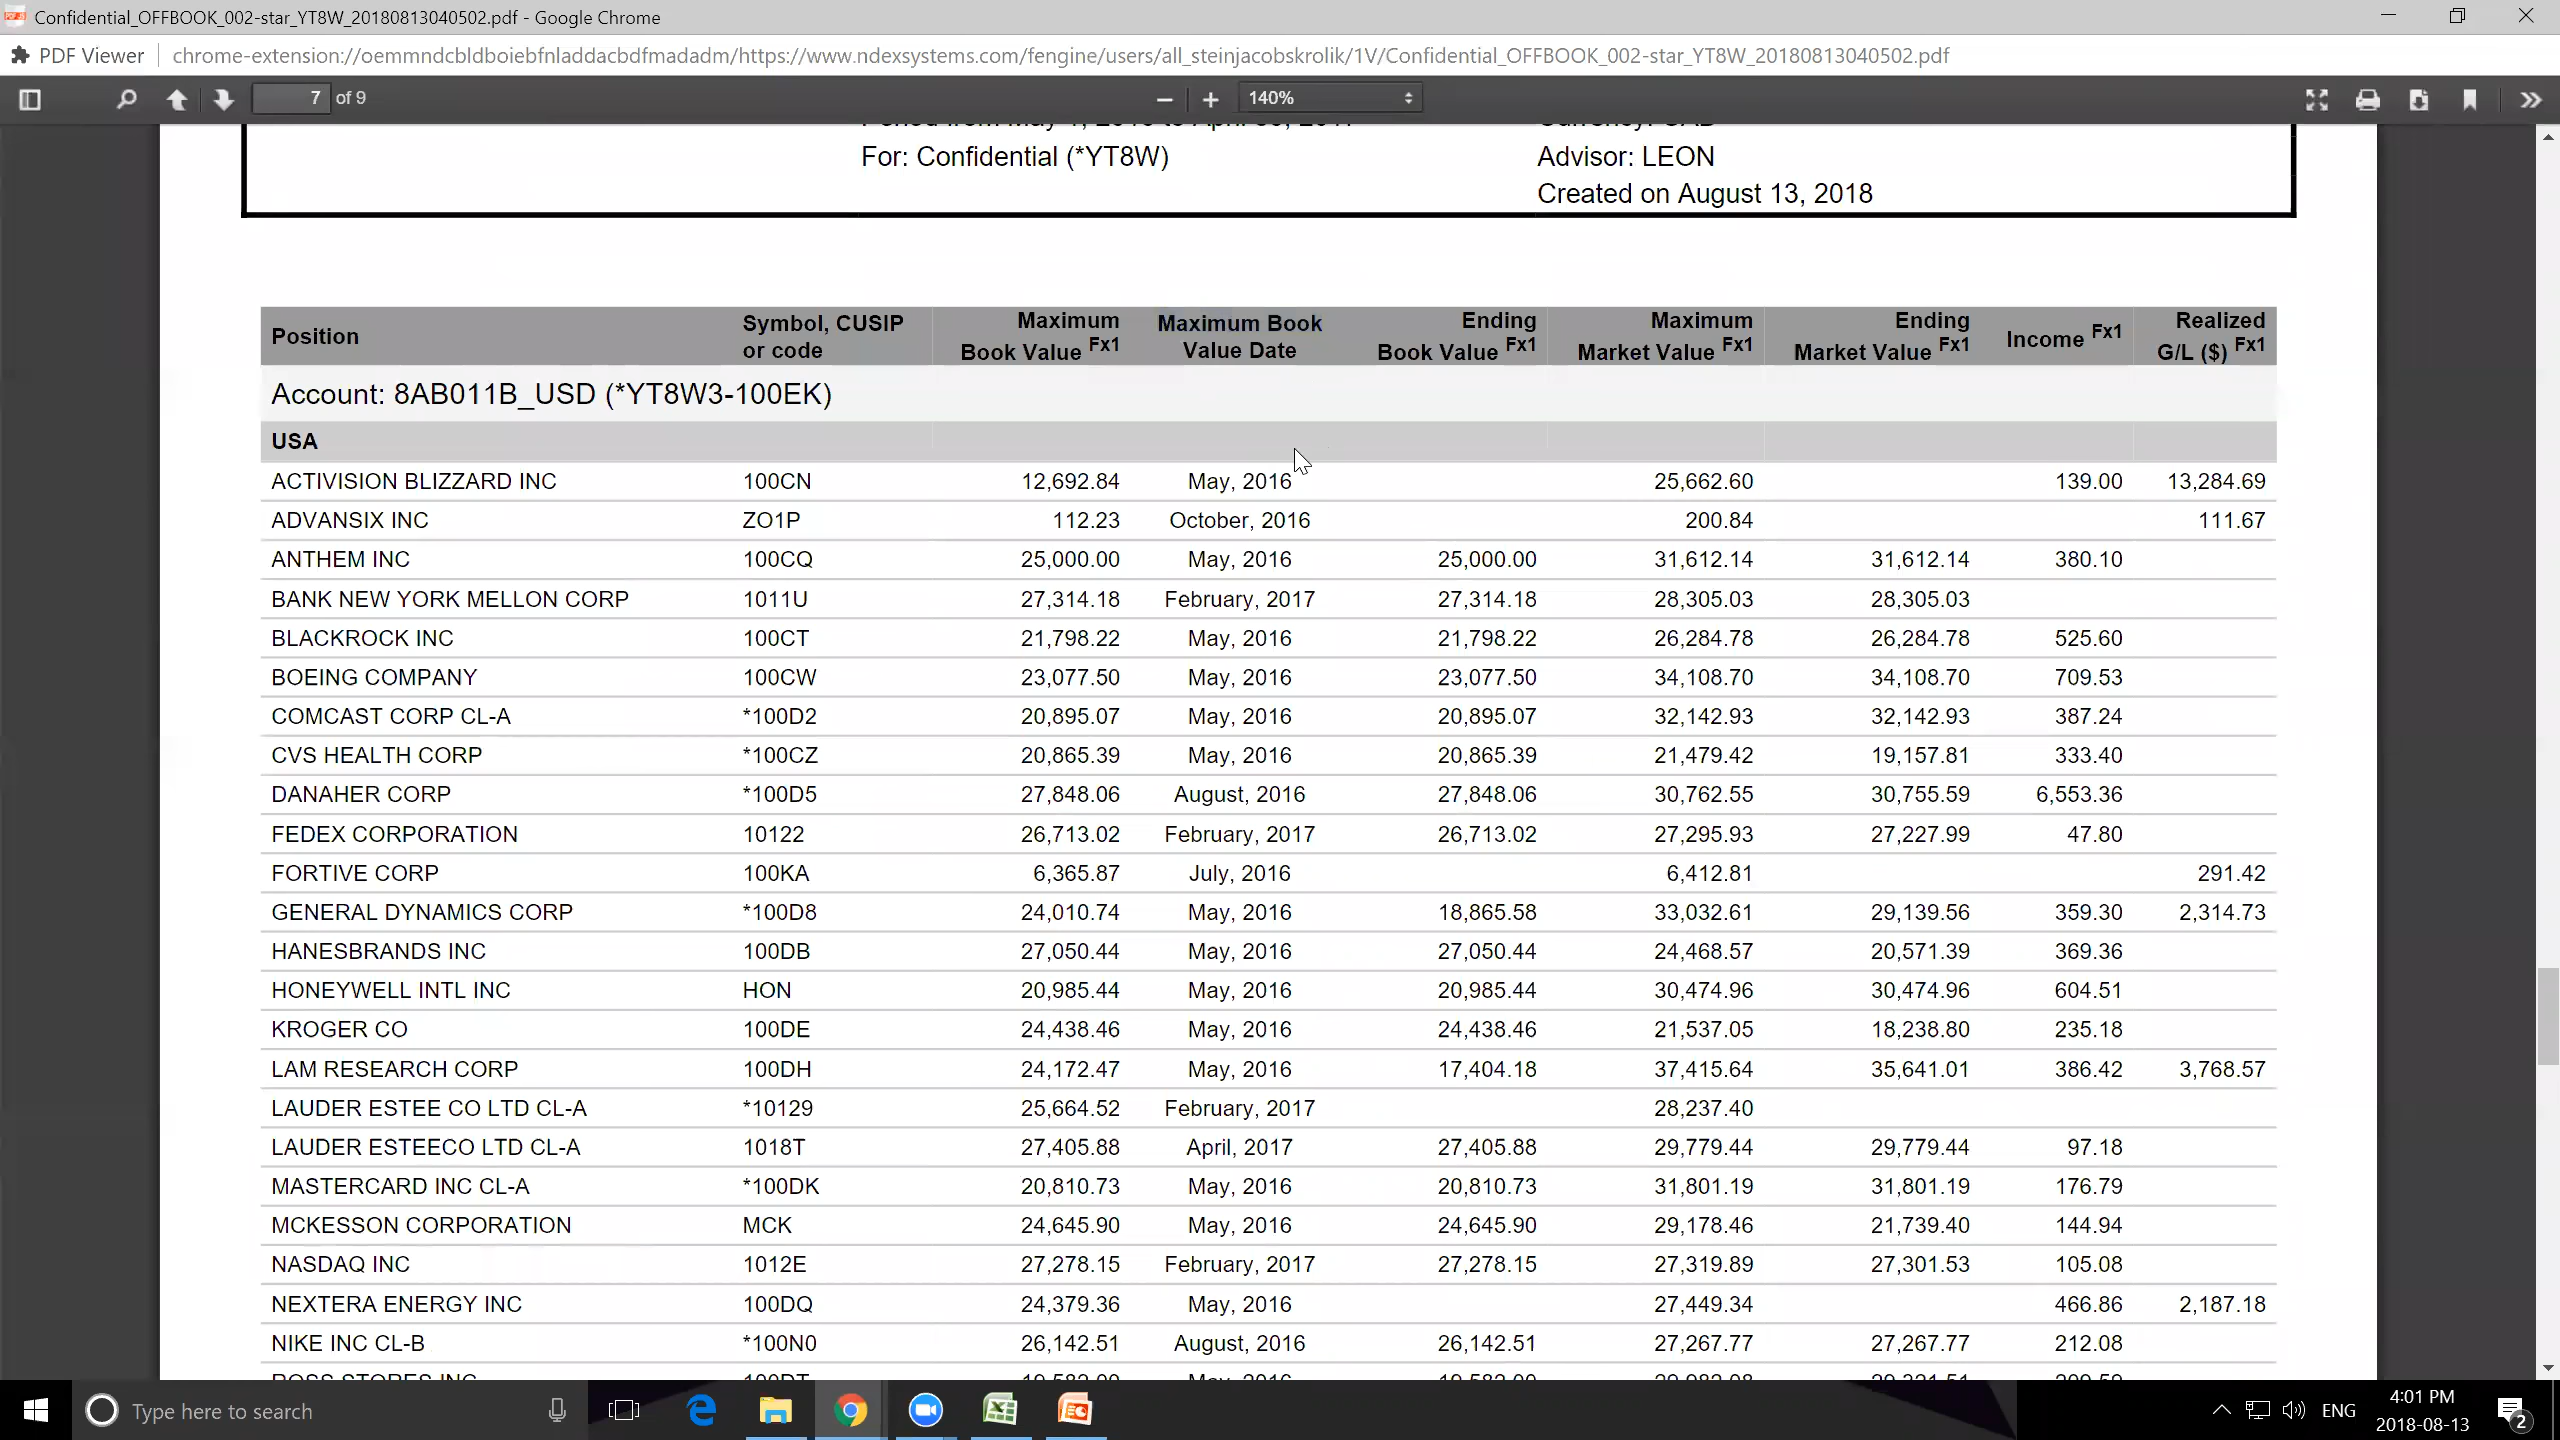 Confidential_OFFBOOK_002-star_YT8W_20180813040502.pdf - Google Chrome
PDF Viewer chrome-extension://oemmndcbldboiebfnladdacbdfmadadm/https://www.ndexsystems.com/fengine/users/all_steinjacobskrolik/1V/Confidential_OFFBOOK_002-star_YT8W_20180813040502.pdf
7 of 9 140%
For: Confidential (*YT8W) Advisor: LEON
Created on August 13, 2018
Position Symbol, CUSIP or code Maximum Book Value Fx1 Maximum Book Value Date Ending Book Value Fx1 Maximum Market Value Fx1 Ending Market Value Fx1 Income Fx1 Realized G/L ($) Fx1
Account: 8AB011B_USD (*YT8W3-100EK)
USA
ACTIVISION BLIZZARD INC 100CN 12,692.84 May, 2016 25,662.60 139.00 13,284.69
ADVANSIX INC ZO1P 112.23 October, 2016 200.84 111.67
ANTHEM INC 100CQ 25,000.00 May, 2016 25,000.00 31,612.14 31,612.14 380.10
BANK NEW YORK MELLON CORP 1011U 27,314.18 February, 2017 27,314.18 28,305.03 28,305.03
BLACKROCK INC 100CT 21,798.22 May, 2016 21,798.22 26,284.78 26,284.78 525.60
BOEING COMPANY 100CW 23,077.50 May, 2016 23,077.50 34,108.70 34,108.70 709.53
COMCAST CORP CL-A *100D2 20,895.07 May, 2016 20,895.07 32,142.93 32,142.93 387.24
CVS HEALTH CORP *100CZ 20,865.39 May, 2016 20,865.39 21,479.42 19,157.81 333.40
DANAHER CORP *100D5 27,848.06 August, 2016 27,848.06 30,762.55 30,755.59 6,553.36
FEDEX CORPORATION 10122 26,713.02 February, 2017 26,713.02 27,295.93 27,227.99 47.80
FORTIVE CORP 100KA 6,365.87 July, 2016 6,412.81 291.42
GENERAL DYNAMICS CORP *100D8 24,010.74 May, 2016 18,865.58 33,032.61 29,139.56 359.30 2,314.73
HANESBRANDS INC 100DB 27,050.44 May, 2016 27,050.44 24,468.57 20,571.39 369.36
HONEYWELL INTL INC HON 20,985.44 May, 2016 20,985.44 30,474.96 30,474.96 604.51
KROGER CO 100DE 24,438.46 May, 2016 24,438.46 21,537.05 18,238.80 235.18
LAM RESEARCH CORP 100DH 24,172.47 May, 2016 17,404.18 37,415.64 35,641.01 386.42 3,768.57
LAUDER ESTEE CO LTD CL-A *10129 25,664.52 February, 2017 28,237.40
LAUDER ESTEECO LTD CL-A 1018T 27,405.88 April, 2017 27,405.88 29,779.44 29,779.44 97.18
MASTERCARD INC CL-A *100DK 20,810.73 May, 2016 20,810.73 31,801.19 31,801.19 176.79
MCKESSON CORPORATION MCK 24,645.90 May, 2016 24,645.90 29,178.46 21,739.40 144.94
NASDAQ INC 1012E 27,278.15 February, 2017 27,278.15 27,319.89 27,301.53 105.08
NEXTERA ENERGY INC 100DQ 24,379.36 May, 2016 27,449.34 466.86 2,187.18
NIKE INC CL-B *100N0 26,142.51 August, 2016 26,142.51 27,267.77 27,267.77 212.08
Type here to search ENG 4:01 PM
2018-08-13 2